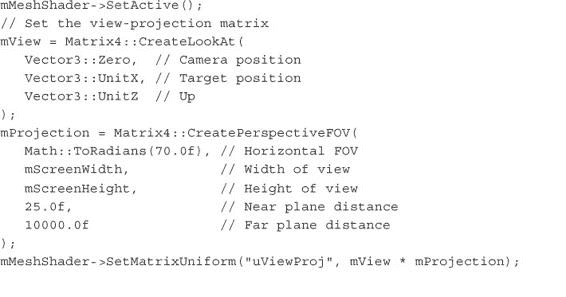 mMeshShader->SetActive();
// Set the view-projection matrix
mView = Matrix4::CreateLookAt(
   Vector3::Zero,  // Camera position
   Vector3::UnitX, // Target position
   Vector3::UnitZ  // Up
);
mProjection = Matrix4::CreatePerspectiveFOV(
   Math::ToRadians(70.0f), // Horizontal FOV
   mScreenWidth,           // Width of view
   mScreenHeight,          // Height of view
   25.0f,                  // Near plane distance
   10000.0f                // Far plane distance
);
mMeshShader->SetMatrixUniform("uViewProj", mView * mProjection);